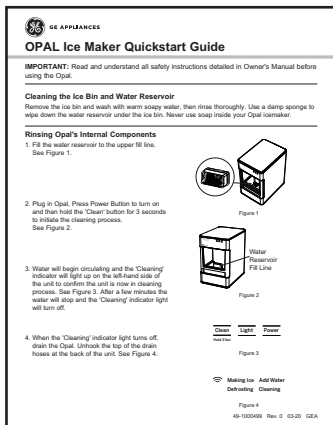 GE APPLIANCES
OPAL Ice Maker Quickstart Guide
IMPORTANT: Read and understand all safety instructions detailed in Owner's Manual before
using the Opal.
Cleaning the Ice Bin and Water Reservoir
Remove the ice bin and wash with warm soapy water, then rinse thoroughly. Use a damp sponge to
wipe down the water reservoir under the ice bin. Never use soap inside your Opal icemaker.
Rinsing Opal's Internal Components
1. Fill the water reservoir to the upper fill line.
See Figure 1.
Figure 1
2. Plug in Opal, Press Power Button to turn on
and then hold the 'Clean' button for 3 seconds
to initiate the cleaning process.
See Figure 2.
Water
Reservoir
Fill Line
Figure 2
3. Water will begin circulating and the 'Cleaning'
indicator will light up on the left-hand side of
the unit to confirm the unit is now in cleaning
process. See Figure 3. After a few minutes the
water will stop and the 'Cleaning' indicator light
will turn off.
Clean Light Power
Hold 3 Sec
Figure 3
4. When the 'Cleaning' indicator light turns off,
drain the Opal. Unhook the top of the drain
hoses at the back of the unit. See Figure 4.
Making Ice Add Water
Defrosting Cleaning
Figure 4
49-1000499 Rev. 0 03-20 GEA